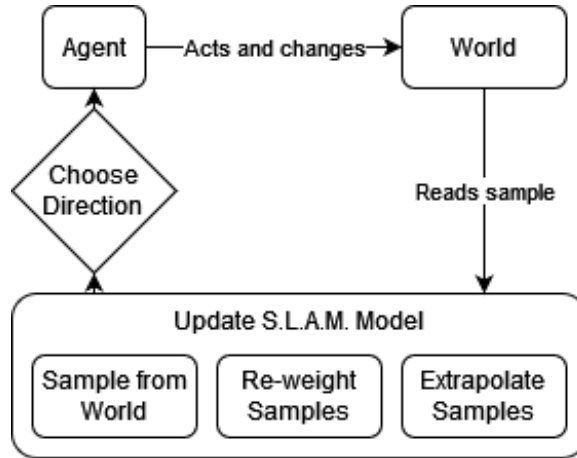 Agent
Acts and changes
World
Choose
Direction
Reads sample
Update S.L.A.M. Model
Sample from
World
Re-weight
Samples
Extrapolate
Samples